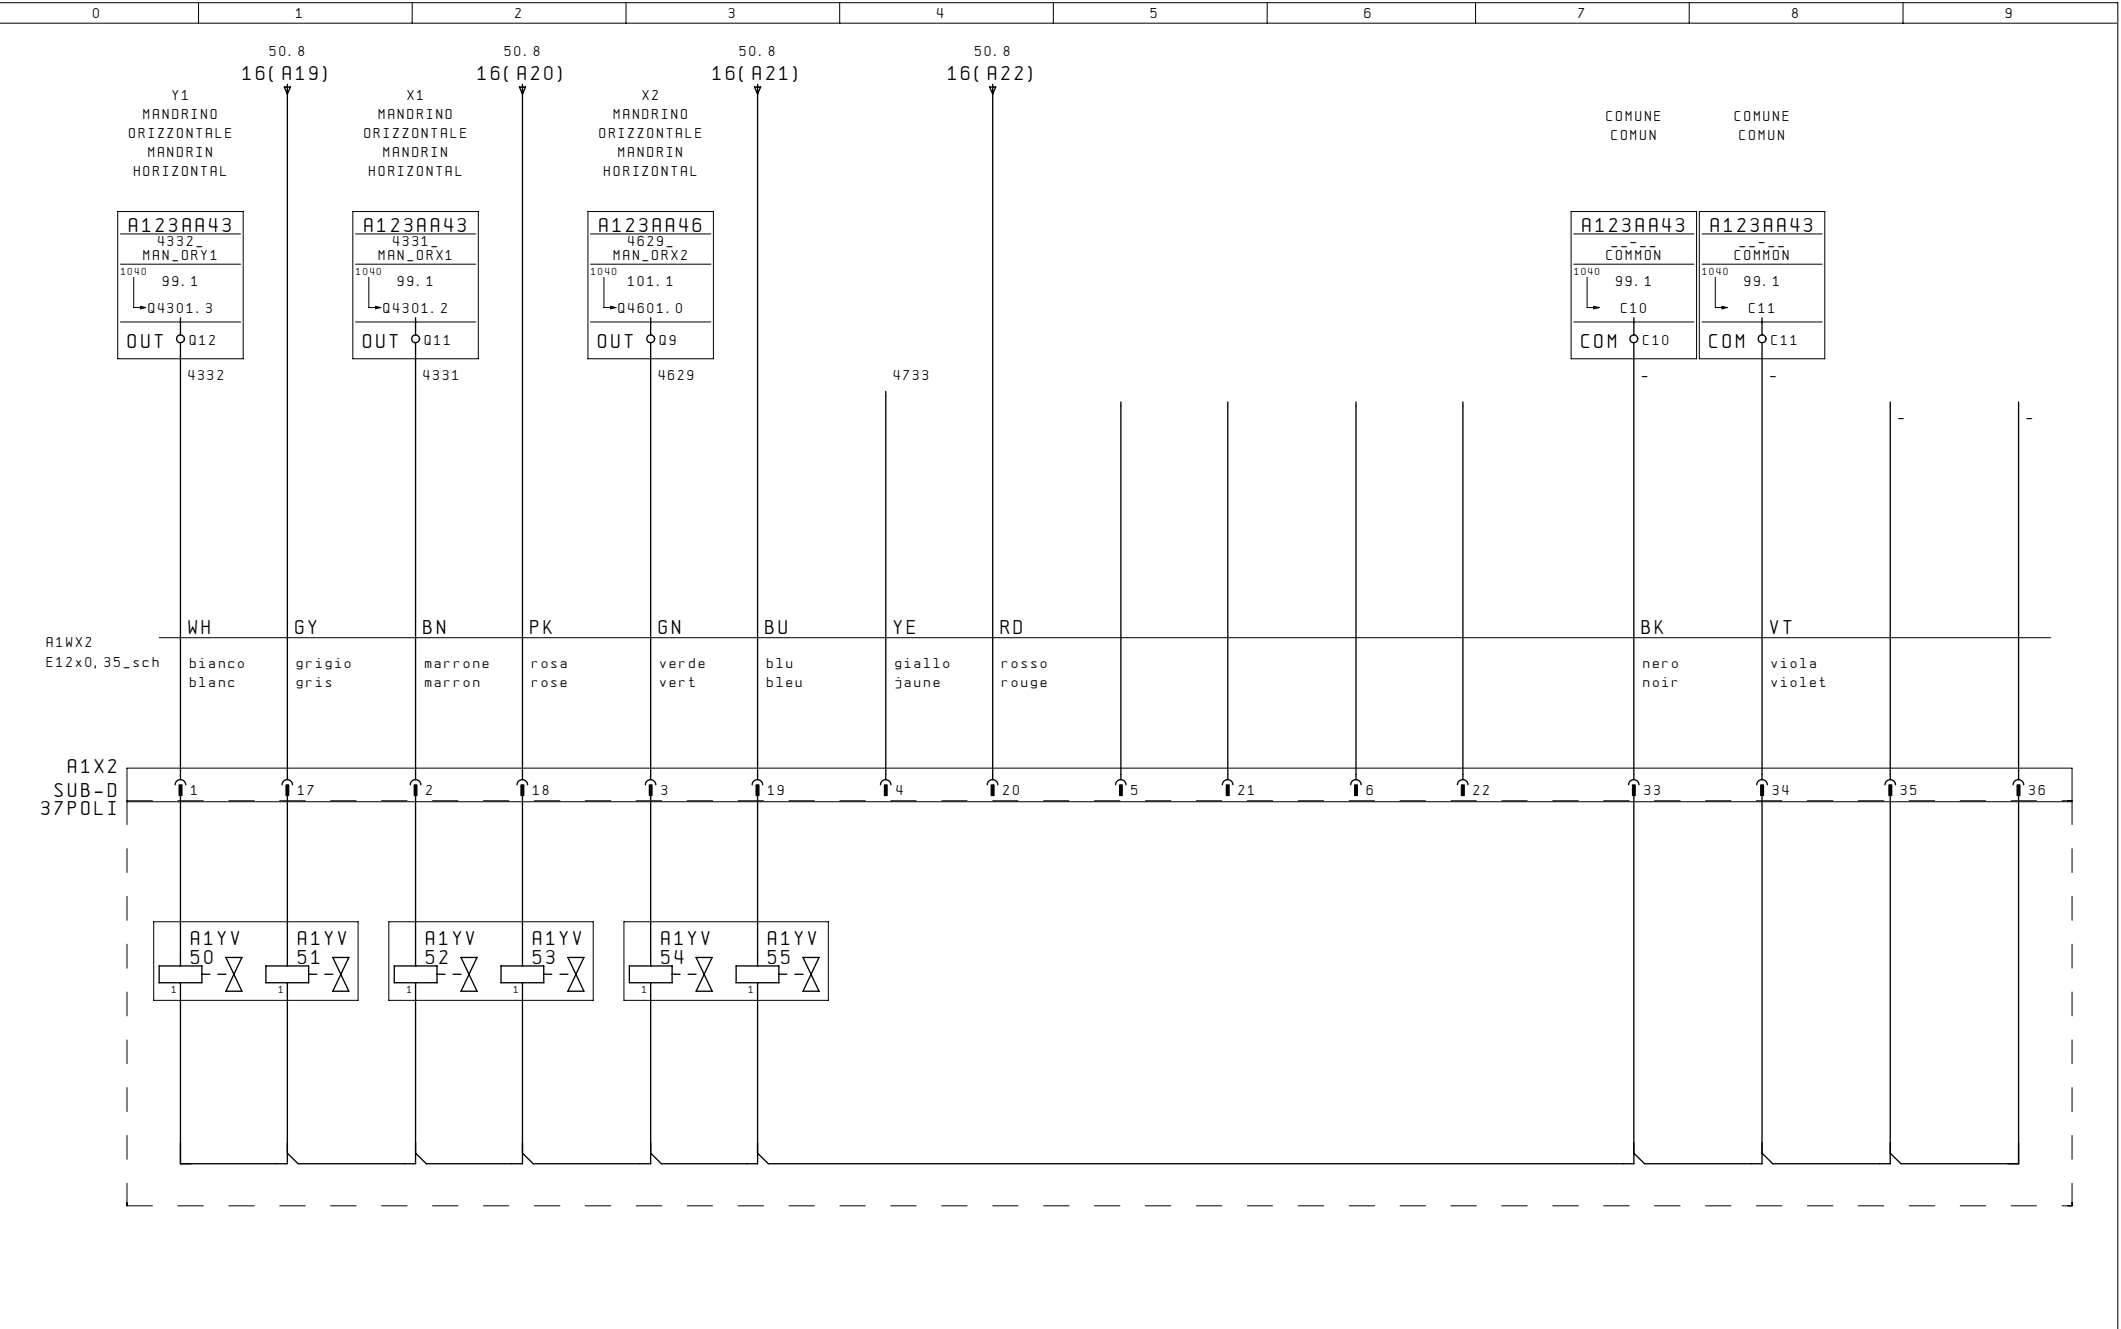 0 1 2 3 4 5 6 7 8 9
50.8 50.8 50.8 50.8
16(A19) 16(A20) 16(A21) 16(A22)
Y1 X1 X2
MANDRINO MANDRINO MANDRINO COMUNE COMUNE
ORIZZONTALE ORIZZONTALE ORIZZONTALE COMUN COMUN
MANDRIN MANDRIN MANDRIN
HORIZONTAL HORIZONTAL HORIZONTAL
A123AA43 A123AA43 A123AA46 A123AA43 A123AA43
4332_ 4331_ 4629_ __-__ __-__
MAN_ORY1 MAN_ORX1 MAN_ORX2 COMMON COMMON
1040 1040 1040 1040 1040
99.1 99.1 101.1 99.1 99.1
Q4301.3 Q4301.2 Q4601.0 C10 C11
OUT Q12 OUT Q11 OUT Q9 COM C10 COM C11
4332 4331 4629 4733 - -
- -
WH GY BN PK GN BU YE RD BK VT
A1WX2
E12x0,35_sch bianco grigio marrone rosa verde blu giallo rosso nero viola
blanc gris marron rose vert bleu jaune rouge noir violet
A1X2
SUB-D 1 17 2 18 3 19 4 20 5 21 6 22 33 34 35 36
37POLI
A1YV A1YV A1YV A1YV A1YV A1YV
50 51 52 53 54 55
1 1 1 1 1 1